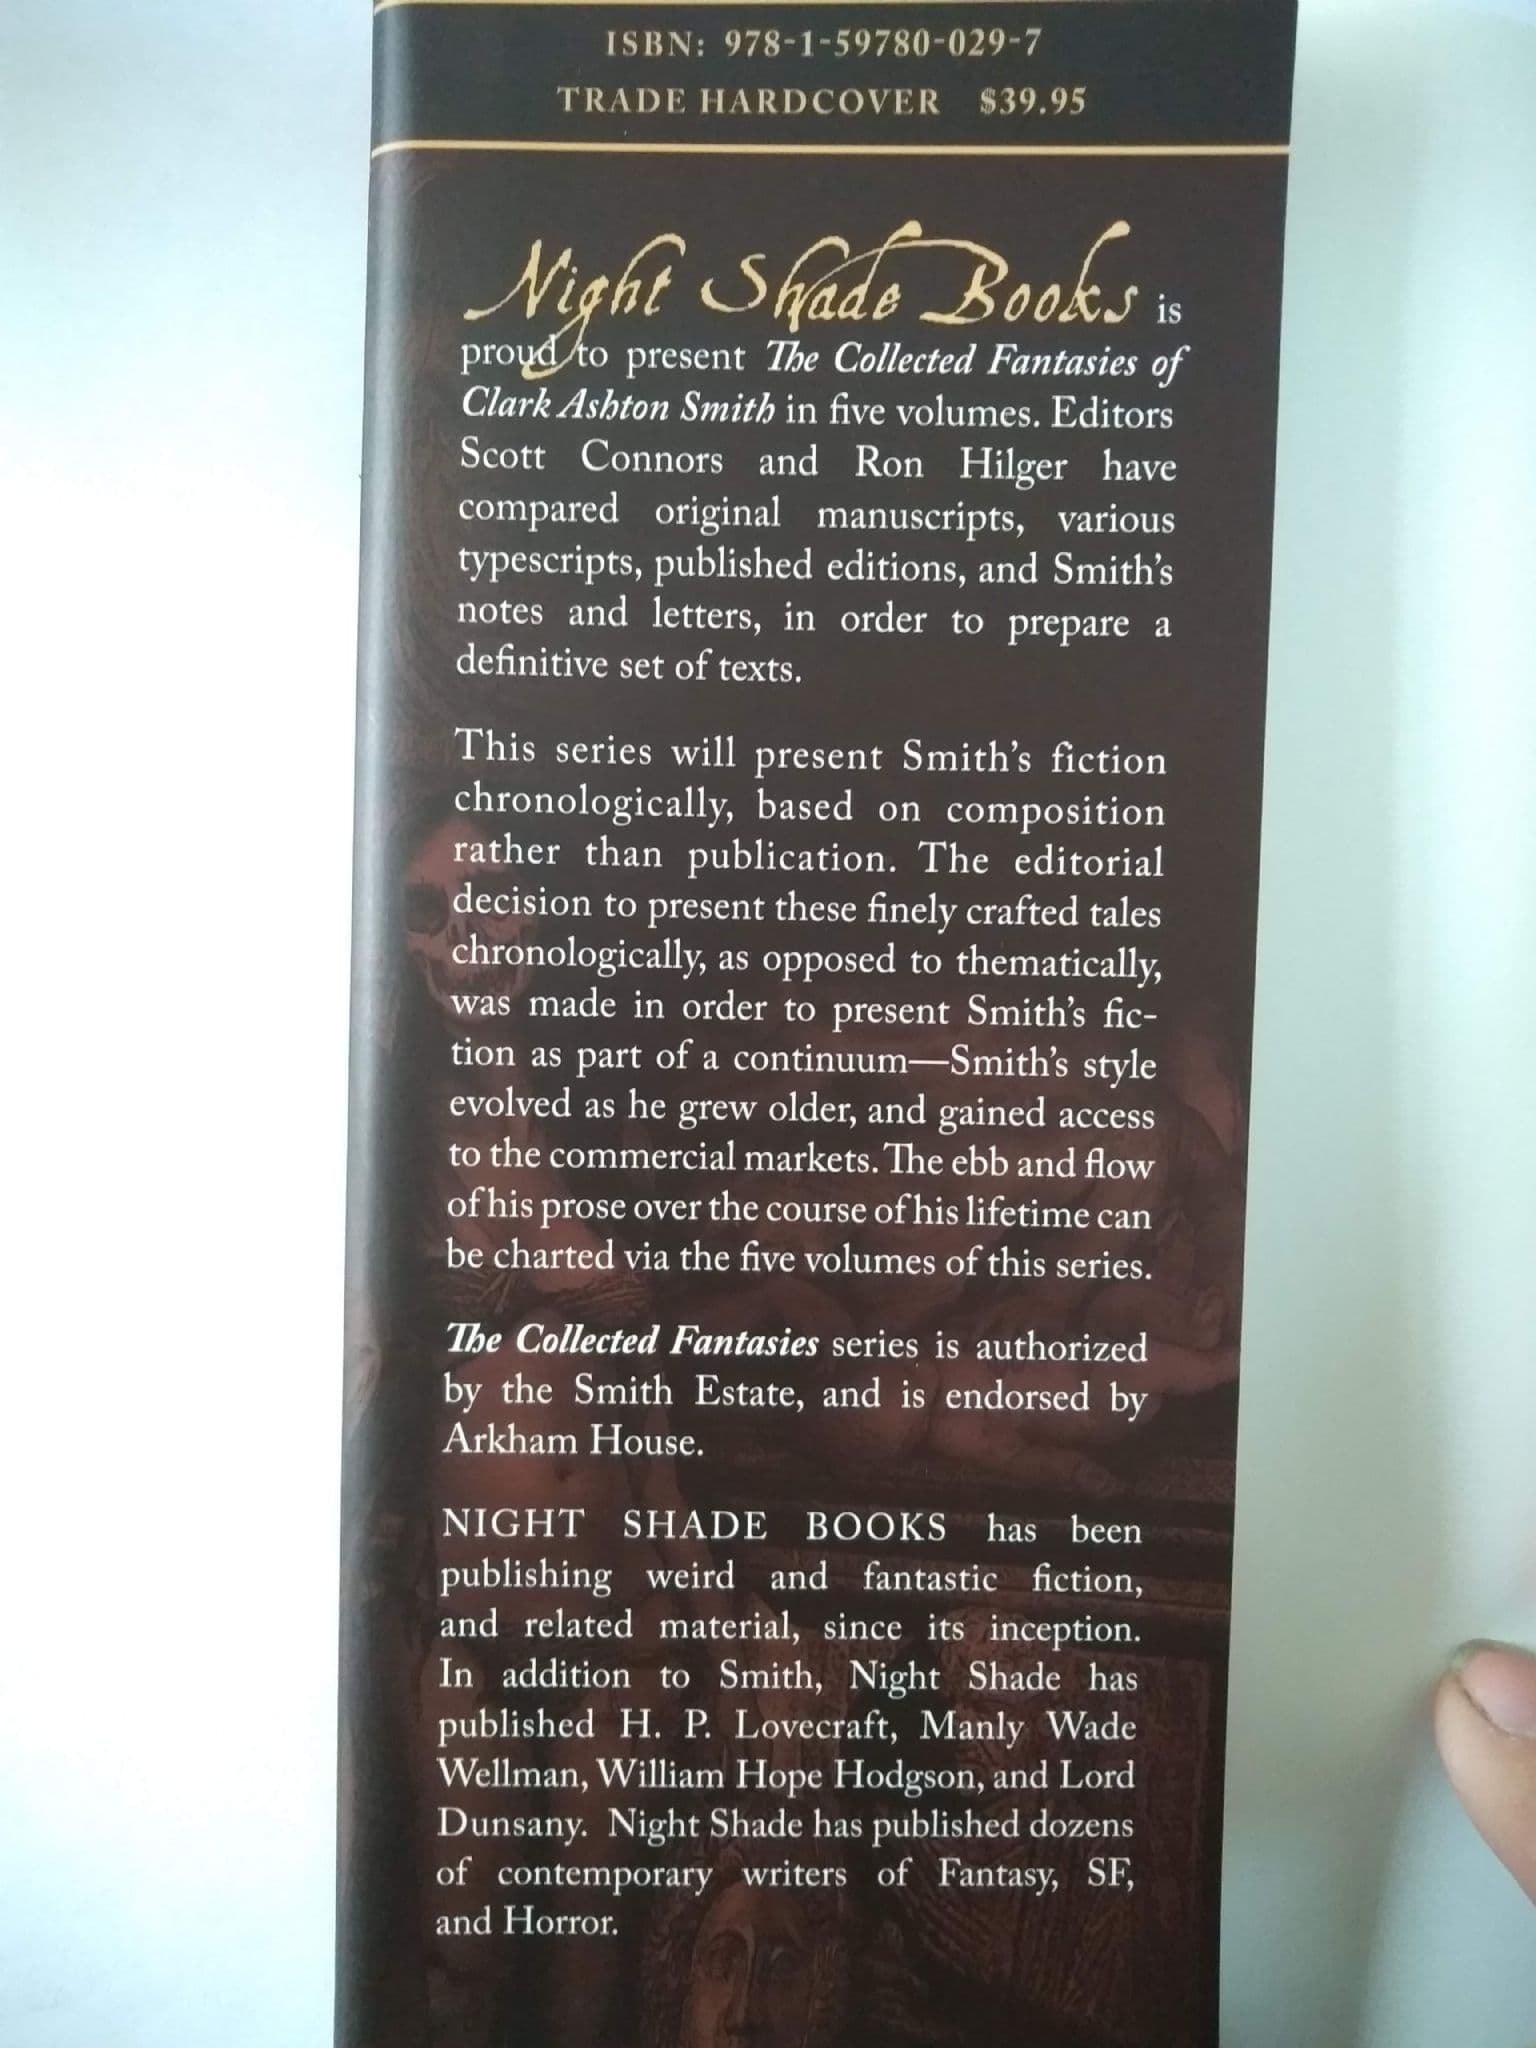 ISBN: 978-1-59780-029-7
TRADE HARDCOVER $39.95
Night Shade Books is
proud to present The Collected Fantasies of
Clark Ashton Smith in five volumes. Editors
Scott Connors and Ron Hilger have
compared original manuscripts, various
typescripts, published editions, and Smith's
notes and letters, in order to prepare a
definitive set of texts.
This series will present Smith's fiction
chronologically, based on composition
rather than publication. The editorial
decision to present these finely crafted tales
chronologically, as opposed to thematically,
was made in order to present Smith's fic-
tion as part of a continuum—Smith's style
evolved as he grew older, and gained access
to the commercial markets. The ebb and flow
of his prose over the course of his lifetime can
be charted via the five volumes of this series.
The Collected Fantasies series is authorized
by the Smith Estate, and is endorsed by
Arkham House.
NIGHT SHADE BOOKS has been
publishing weird and fantastic fiction,
and related material, since its inception.
In addition to Smith, Night Shade has
published H. P. Lovecraft, Manly Wade
Wellman, William Hope Hodgson, and Lord
Dunsany. Night Shade has published dozens
of contemporary writers of Fantasy, SF,
and Horror.